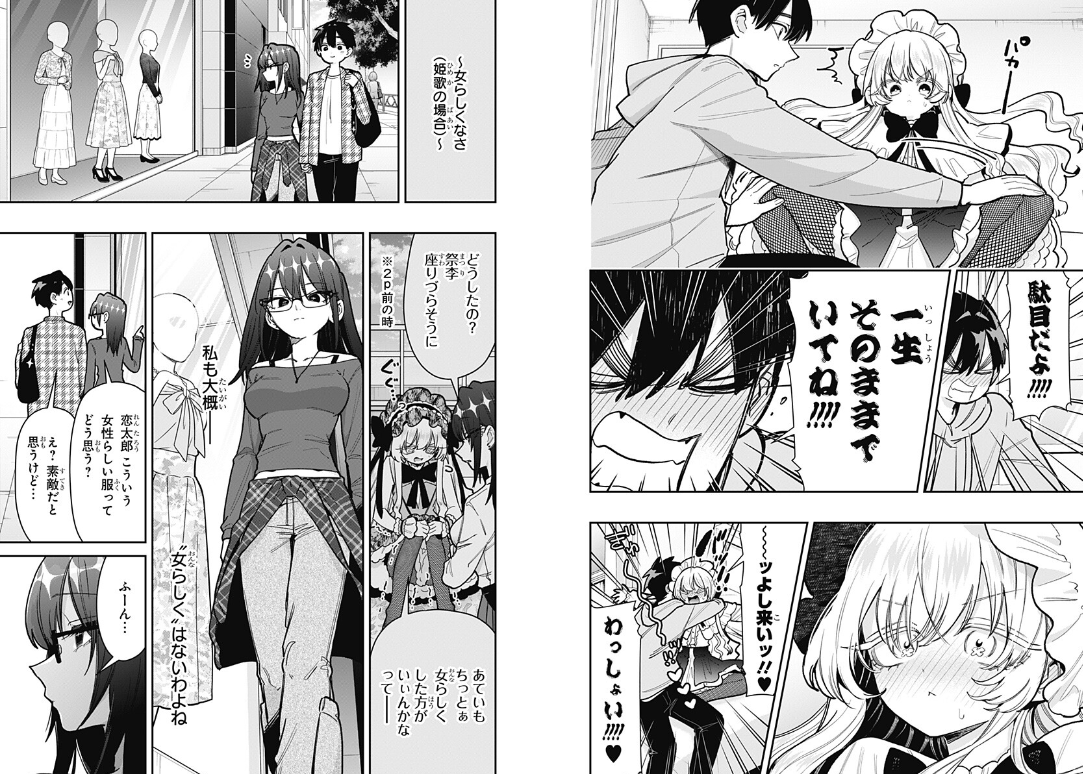 パカー
駄目だよ!!!!
一生
そのままで
いてね!!!!
〜〜ッよし来いッ!!♥
わっしょい!!!!♥
〜女らしくなさ
(姫歌の場合)〜
どうしたの?
祭李
座りづらそうに
※2p前の時
ぐぐ…
あてぃも
ちっとぁ
女らしく
した方が
いぃんかな
って──
私も大概──
“女らしく”はないわよね
恋太郎こういう
女性らしい服って
どう思う?
え?素敵だと
思うけど…
ふーん…